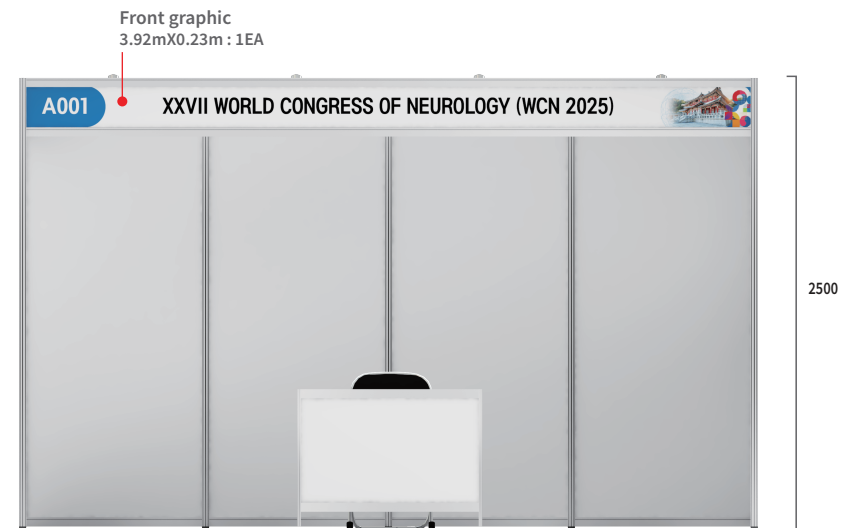 Front graphic
3.92mX0.23m : 1EA
A001 XXVII WORLD CONGRESS OF NEUROLOGY (WCN 2025)
2500